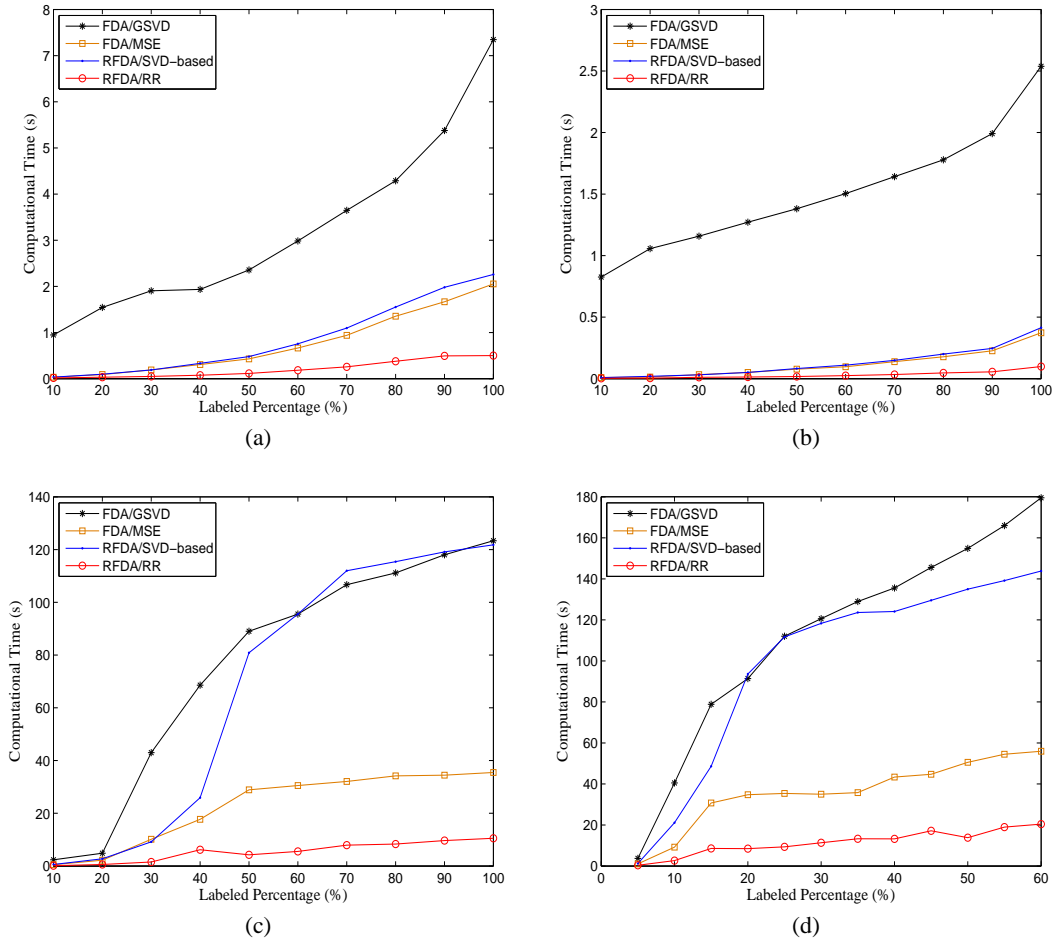 8
7
6
5
4
3
2
1
0
10 20 30 40 50 60 70 80 90 100
Computational Time (s)
Labeled Percentage (%)
FDA/GSVD
FDA/MSE
RFDA/SVD−based
RFDA/RR
(a)
3
2.5
2
1.5
1
0.5
0
10 20 30 40 50 60 70 80 90 100
Computational Time (s)
Labeled Percentage (%)
FDA/GSVD
FDA/MSE
RFDA/SVD−based
RFDA/RR
(b)
140
120
100
80
60
40
20
0
10 20 30 40 50 60 70 80 90 100
Computational Time (s)
Labeled Percentage (%)
FDA/GSVD
FDA/MSE
RFDA/SVD−based
RFDA/RR
(c)
180
160
140
120
100
80
60
40
20
0
0 10 20 30 40 50 60
Computational Time (s)
Labeled Percentage (%)
FDA/GSVD
FDA/MSE
RFDA/SVD−based
RFDA/RR
(d)